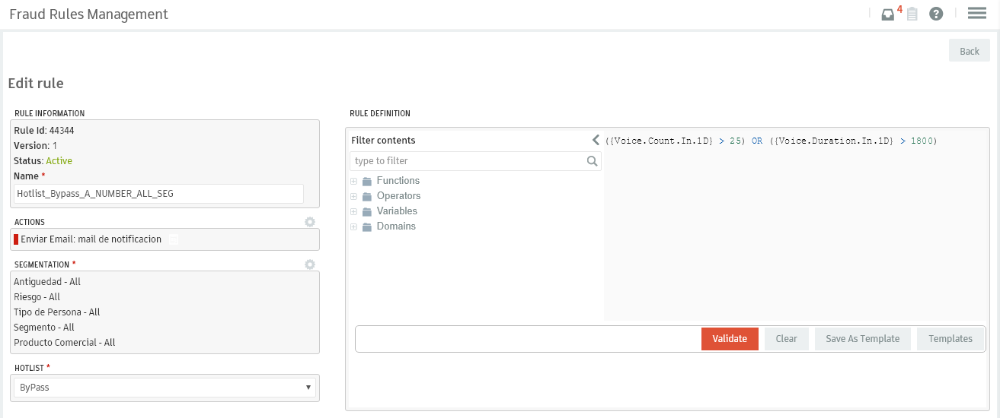 Fraud Rules Management
4
?
Back
Edit rule
RULE INFORMATION
Rule Id: 44344
Version: 1
Status: Active
Name *
Hotlist_Bypass_A_NUMBER_ALL_SEG
ACTIONS
Enviar Email: mail de notificacion
SEGMENTATION *
Antiguedad - All
Riesgo - All
Tipo de Persona - All
Segmento - All
Producto Comercial - All
HOTLIST *
ByPass
RULE DEFINITION
Filter contents
type to filter
Functions
Operators
Variables
Domains
({Voice.Count.In.1D} > 25) OR ({Voice.Duration.In.1D} > 1800)
Validate
Clear
Save As Template
Templates